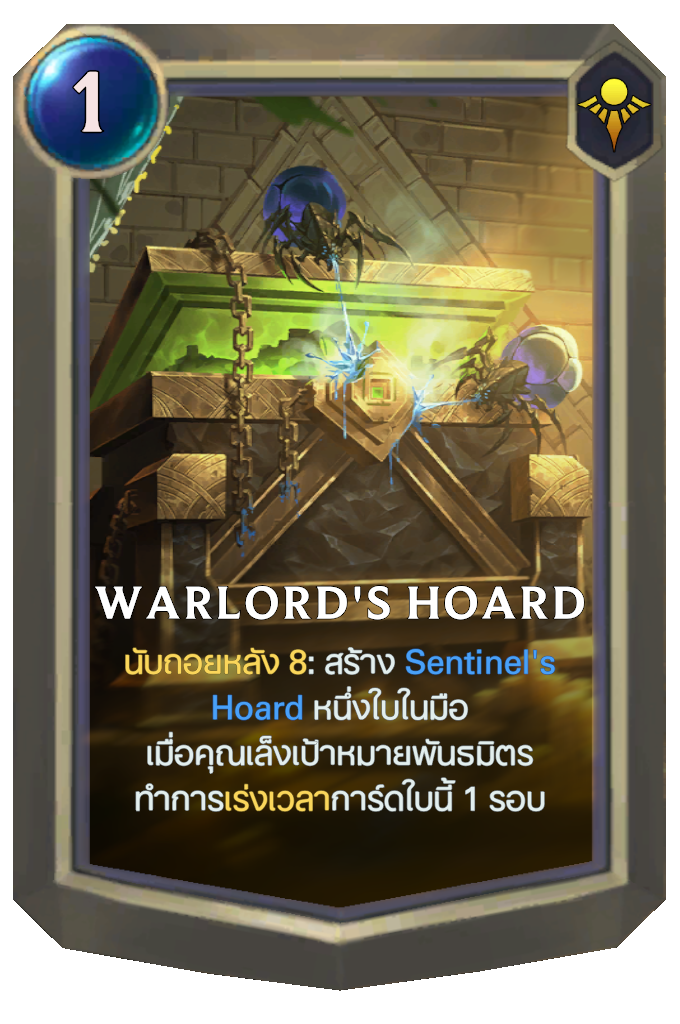 1
WARLORD'S HOARD
นับถอยหลัง 8: สร้าง Sentinel's
Hoard หนึ่งใบในมือ
เมื่อคุณเล็งเป้าหมายพันธมิตร
ทำการเร่งเวลาการ์ดใบนี้ 1 รอบ